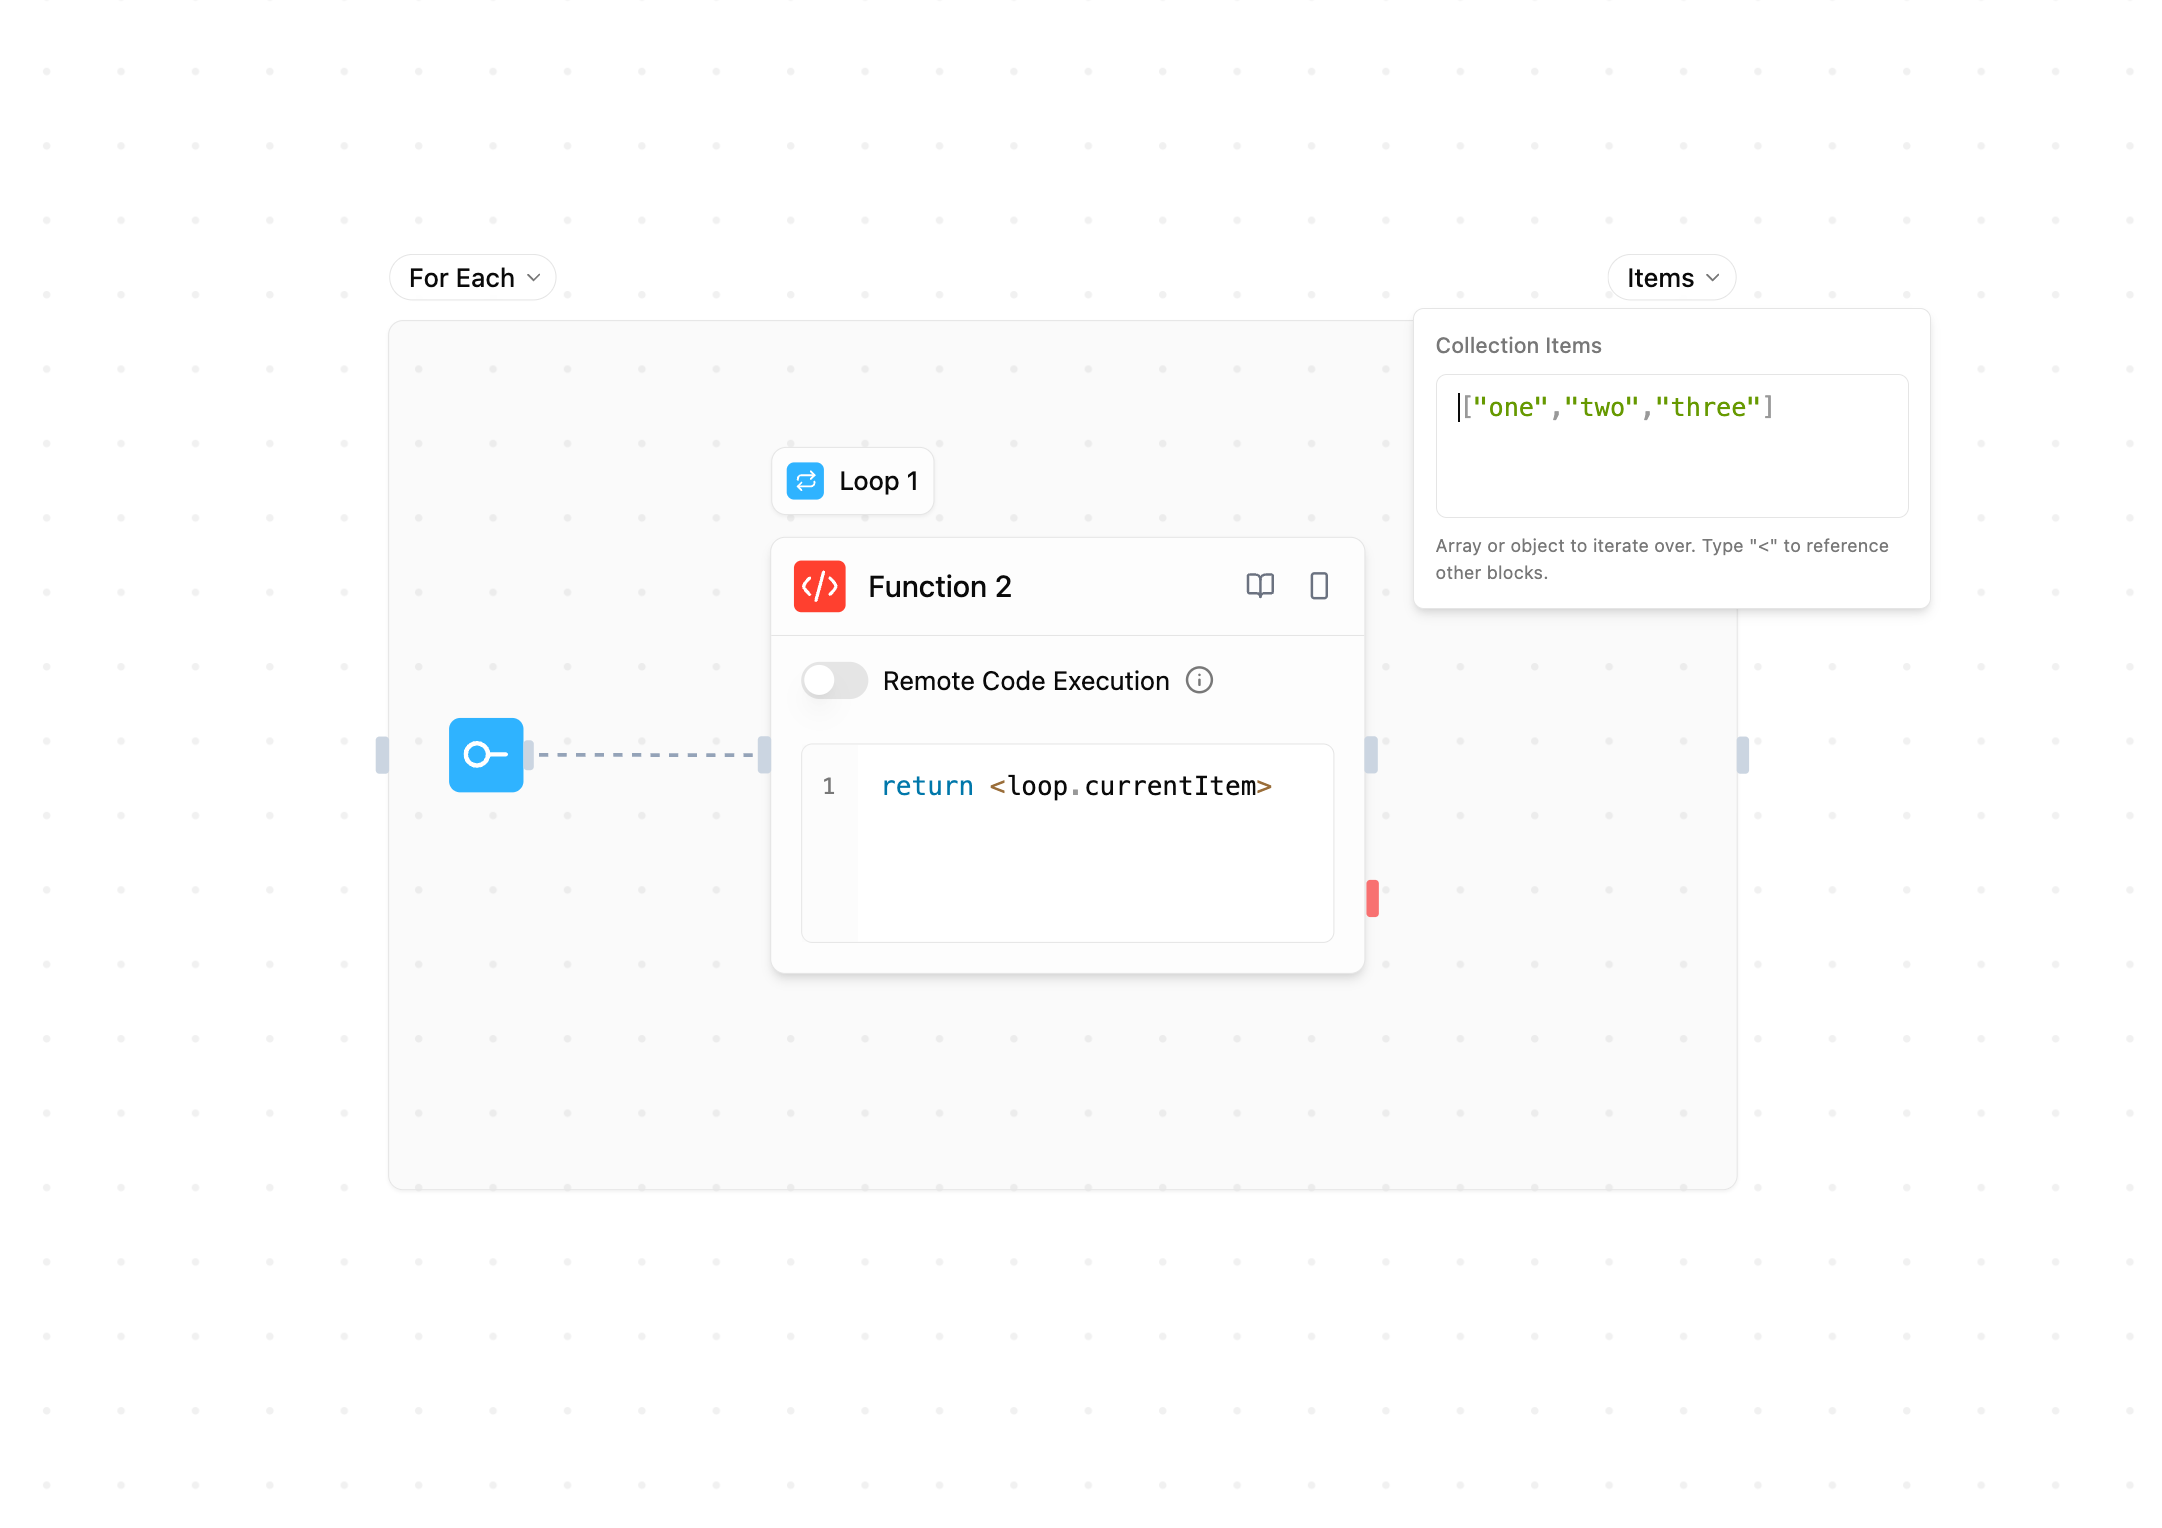 For Each
Items
Collection Items
["one","two","three"]
Array or object to iterate over. Type "<" to reference
other blocks.
Loop 1
</> Function 2
Remote Code Execution
1 return <loop.currentItem>